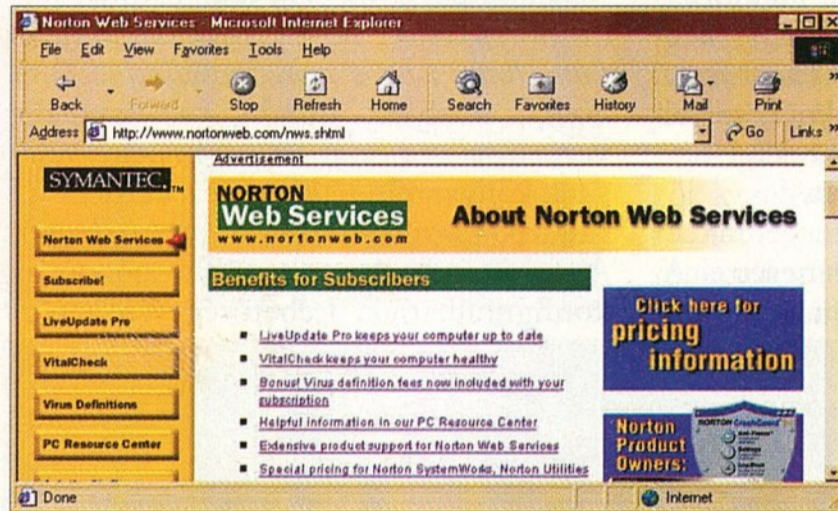 Norton Web Services - Microsoft Internet Explorer
File Edit View Favorites Tools Help
Back Forward Stop Refresh Home Search Favorites History Mail Print
Address http://www.nortonweb.com/nws.shtml Go Links
Advertisement
SYMANTEC.™
Norton Web Services
Subscribe!
LiveUpdate Pro
VitalCheck
Virus Definitions
PC Resource Center
NORTON
Web Services
www.nortonweb.com
About Norton Web Services
Benefits for Subscribers
LiveUpdate Pro keeps your computer up to date
VitalCheck keeps your computer healthy
Bonus! Virus definition fees now included with your
subscription
Helpful information in our PC Resource Center
Extensive product support for Norton Web Services
Special pricing for Norton SystemWorks, Norton Utilities
Click here for
pricing
information
Norton
Product
Owners:
NORTON CrashGuard
Done Internet